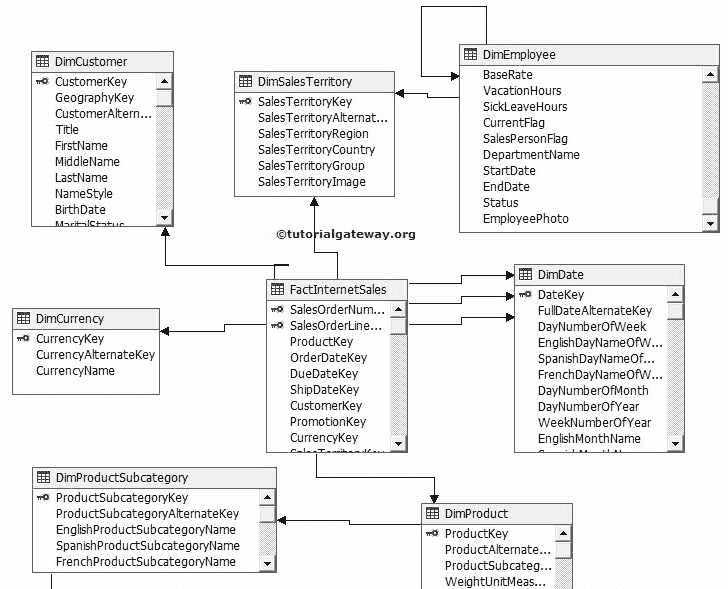 DimCustomer
CustomerKey
GeographyKey
CustomerAltern...
Title
FirstName
MiddleName
LastName
NameStyle
BirthDate
MaritalStatus
DimSalesTerritory
SalesTerritoryKey
SalesTerritoryAlternat...
SalesTerritoryRegion
SalesTerritoryCountry
SalesTerritoryGroup
SalesTerritoryImage
DimEmployee
BaseRate
VacationHours
SickLeaveHours
CurrentFlag
SalesPersonFlag
DepartmentName
StartDate
EndDate
Status
EmployeePhoto
©tutorialgateway.org
DimCurrency
CurrencyKey
CurrencyAlternateKey
CurrencyName
FactInternetSales
SalesOrderNum...
SalesOrderLine...
ProductKey
OrderDateKey
DueDateKey
ShipDateKey
CustomerKey
PromotionKey
CurrencyKey
SalesTerritoryKey
DimDate
DateKey
FullDateAlternateKey
DayNumberOfWeek
EnglishDayNameOfW...
SpanishDayNameOf...
FrenchDayNameOfW...
DayNumberOfMonth
DayNumberOfYear
WeekNumberOfYear
EnglishMonthName
SpanishMonthName
DimProductSubcategory
ProductSubcategoryKey
ProductSubcategoryAlternateKey
EnglishProductSubcategoryName
SpanishProductSubcategoryName
FrenchProductSubcategoryName
DimProduct
ProductKey
ProductAlternate...
ProductSubcateg...
WeightUnitMeas...